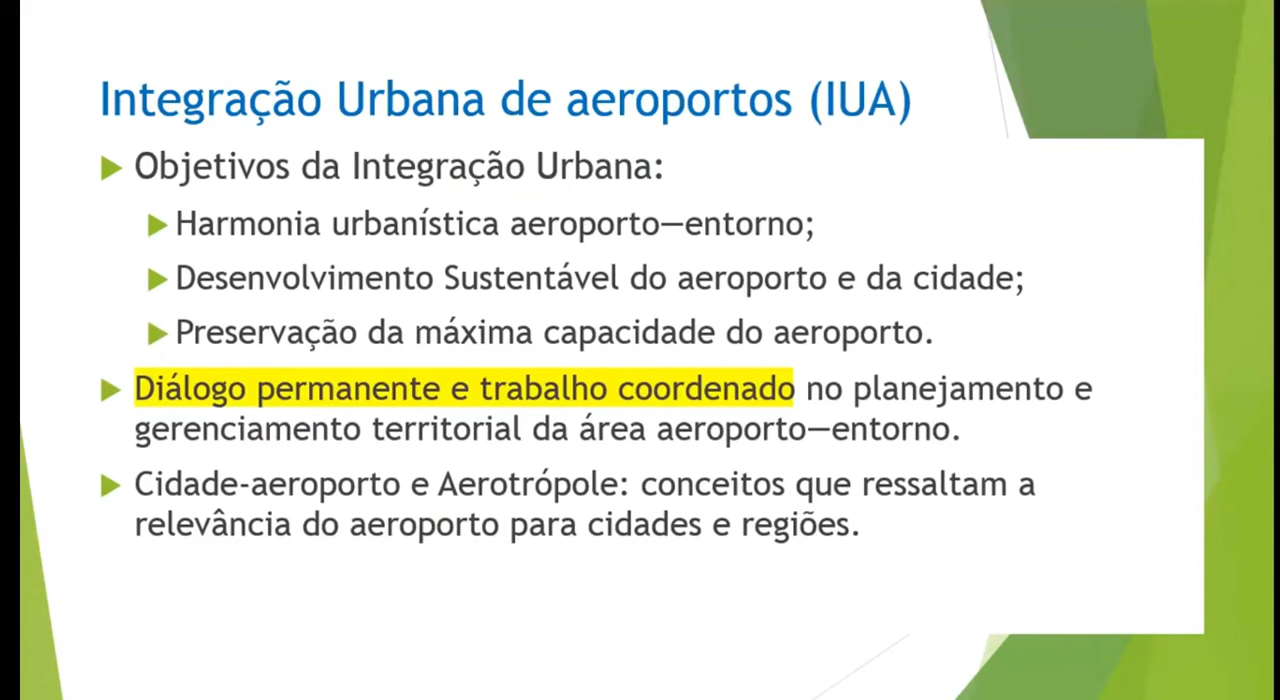 Integração Urbana de aeroportos (IUA)
Objetivos da Integração Urbana:
Harmonia urbanística aeroporto—entorno;
Desenvolvimento Sustentável do aeroporto e da cidade;
Preservação da máxima capacidade do aeroporto.
Diálogo permanente e trabalho coordenado no planejamento e
gerenciamento territorial da área aeroporto—entorno.
Cidade-aeroporto e Aerotrópole: conceitos que ressaltam a
relevância do aeroporto para cidades e regiões.